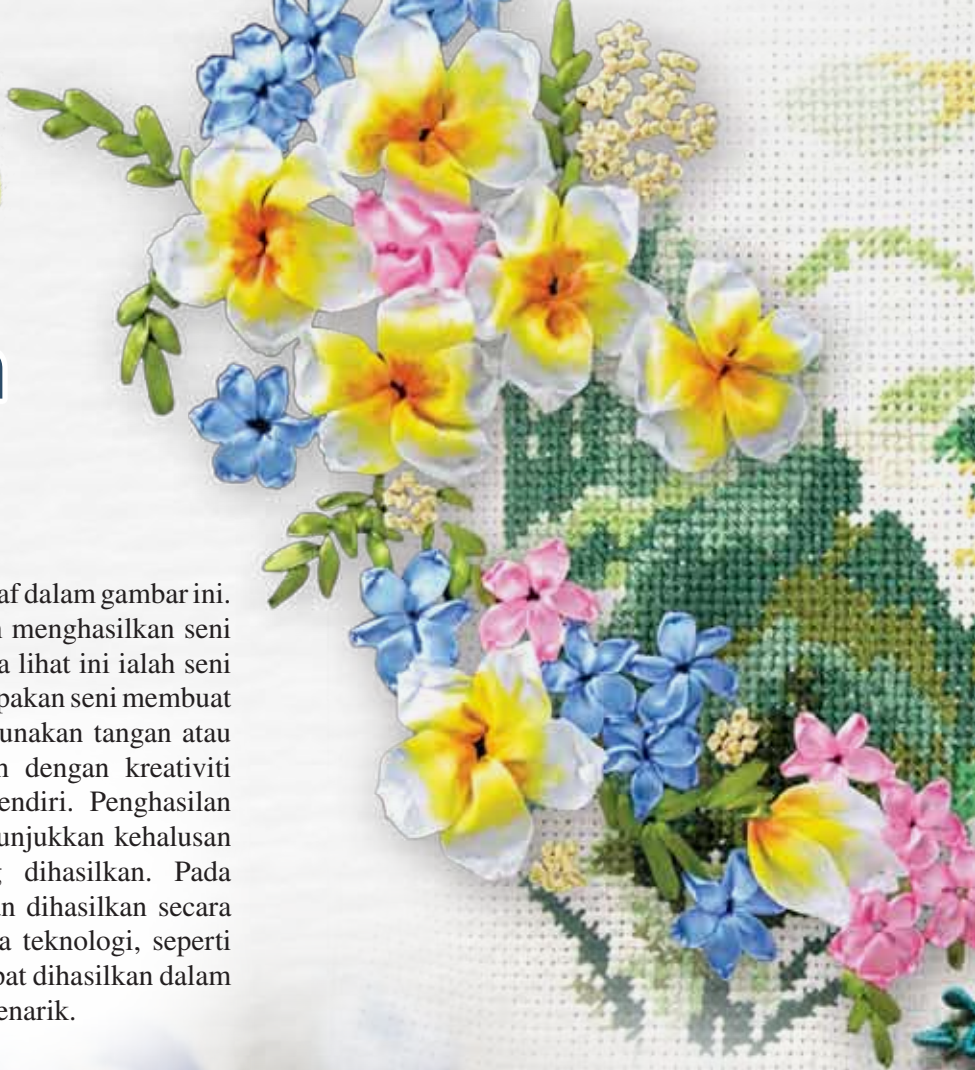 af dalam gambar ini.
menghasilkan seni
lihat ini ialah seni
pakan seni membuat
unakan tangan atau
dengan kreativiti
endiri. Penghasilan
unjukkan kehalusan
dihasilkan. Pada
dihasilkan secara
teknologi, seperti
pat dihasilkan dalam
enarik.